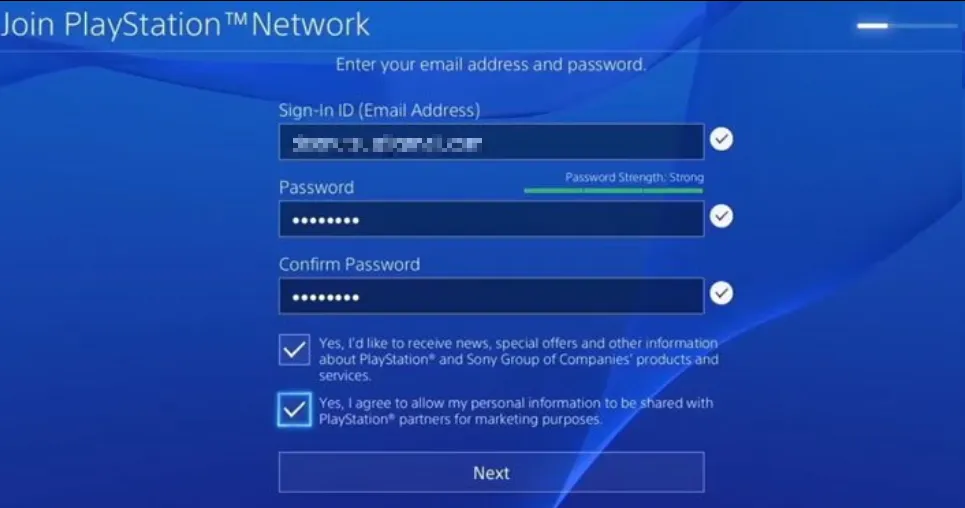 Join PlayStation™Network
Enter your email address and password.
Sign-In ID (Email Address)
Password Strength: Strong
Password
••••••••
Confirm Password
••••••••
Yes, I'd like to receive news, special offers and other information
about PlayStation® and Sony Group of Companies' products and
services.
Yes, I agree to allow my personal information to be shared with
PlayStation® partners for marketing purposes.
Next